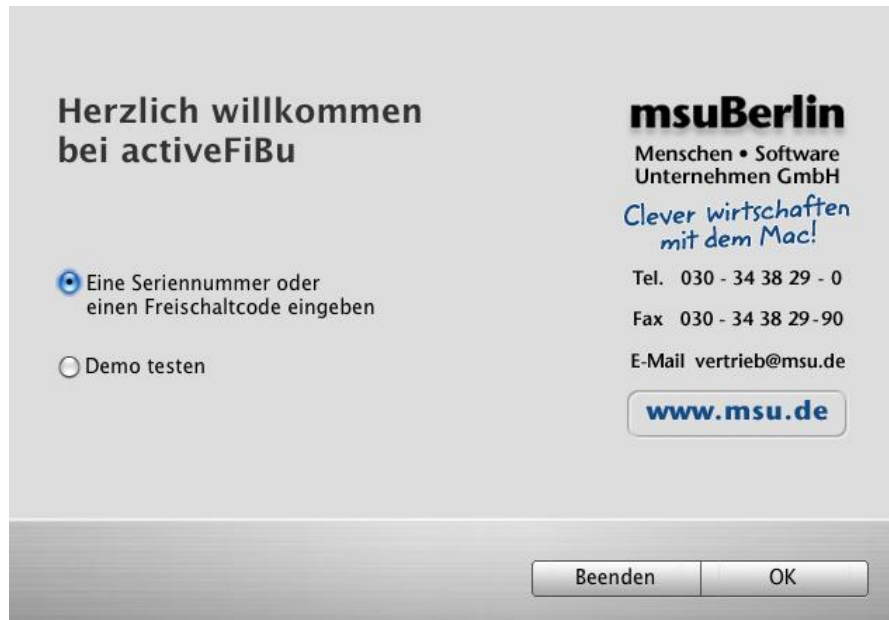 Herzlich willkommen
bei activeFiBu
Eine Seriennummer oder
einen Freischaltcode eingeben
Demo testen
msuBerlin
Menschen • Software
Unternehmen GmbH
Clever wirtschaften
mit dem Mac!
Tel. 030 - 34 38 29 - 0
Fax 030 - 34 38 29 - 90
E-Mail vertrieb@msu.de
www.msu.de
Beenden
OK